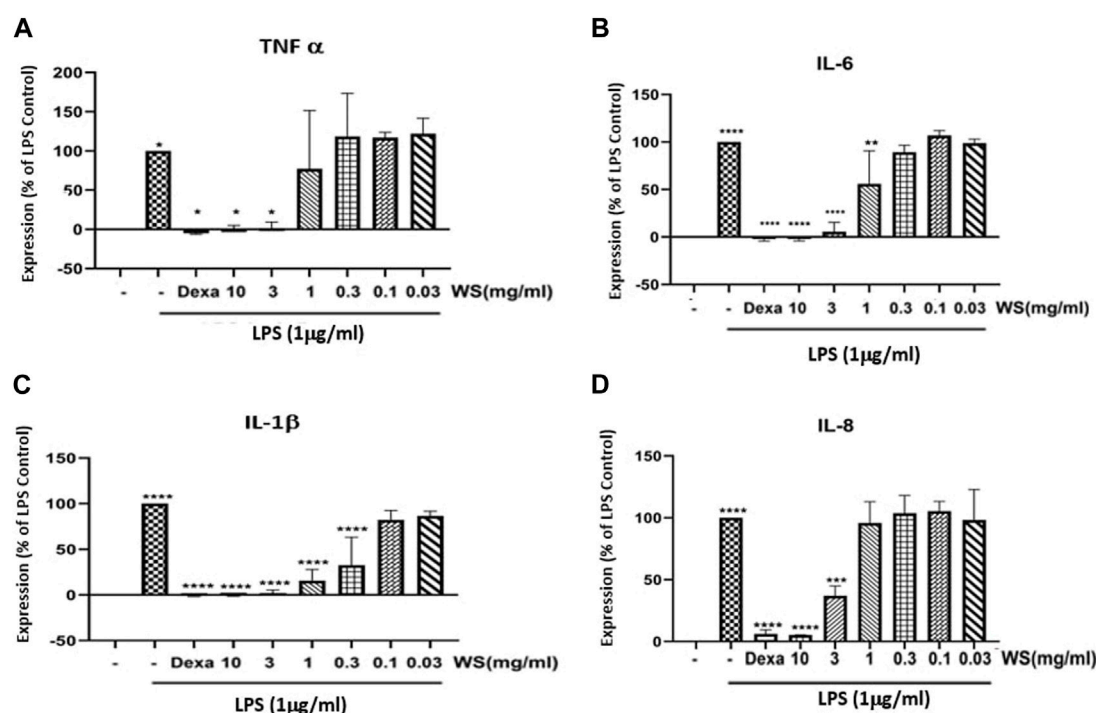 A
TNF α
Expression (% of LPS Control)
200
150
100
50
0
-50
*
*
*
*
- - Dexa 10 3 1 0.3 0.1 0.03 WS(mg/ml)
LPS (1µg/ml)
B
IL-6
Expression (% of LPS Control)
150
100
50
0
-50
****
****
****
****
**
- - Dexa 10 3 1 0.3 0.1 0.03 WS(mg/ml)
LPS (1µg/ml)
C
IL-1β
Expression (% of LPS Control)
150
100
50
0
-50
****
****
****
****
****
****
- - Dexa 10 3 1 0.3 0.1 0.03 WS(mg/ml)
LPS (1µg/ml)
D
IL-8
Expression (% of LPS Control)
150
100
50
0
****
****
****
***
- - Dexa 10 3 1 0.3 0.1 0.03 WS(mg/ml)
LPS (1µg/ml)